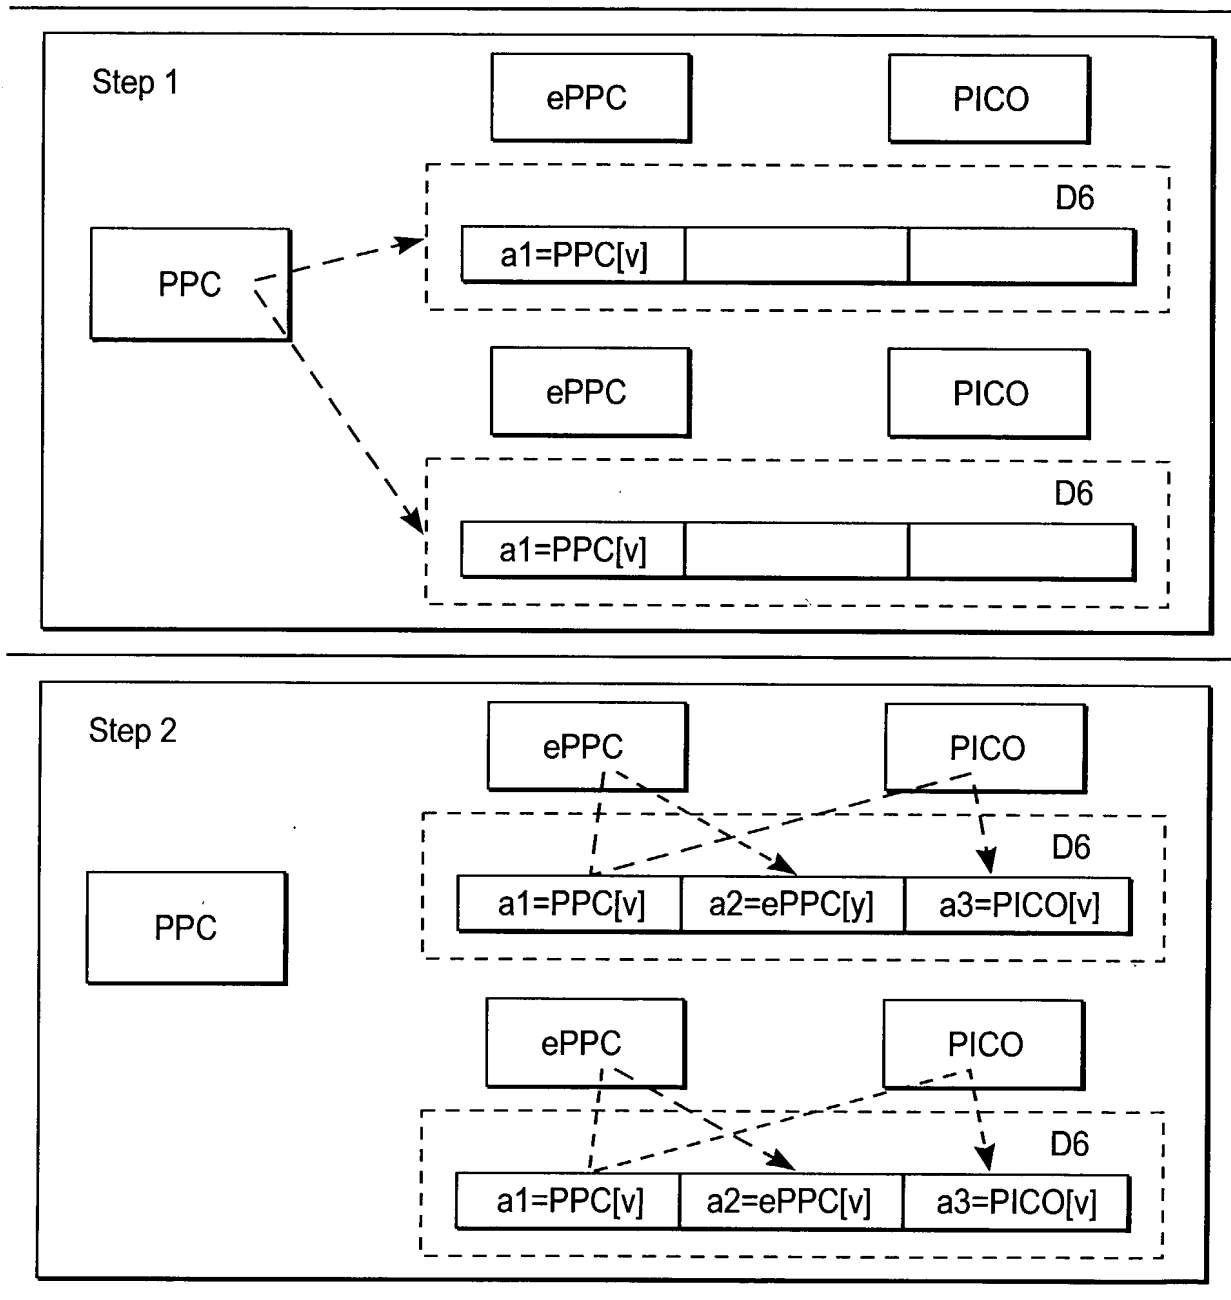 Step 1
ePPC
PICO
D6
PPC
a1=PPC[v]
ePPC
PICO
D6
a1=PPC[v]
Step 2
ePPC
PICO
D6
PPC
a1=PPC[v] a2=ePPC[y] a3=PICO[v]
ePPC
PICO
D6
a1=PPC[v] a2=ePPC[v] a3=PICO[v]